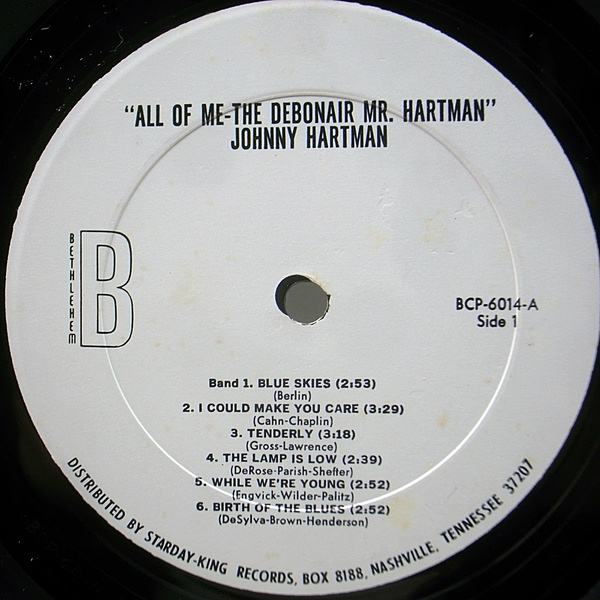 "ALL OF ME-THE DEBONAIR MR. HARTMAN"
JOHNNY HARTMAN
BETHLEHEM
B
BCP-6014-A
Side 1
Band 1. BLUE SKIES (2:53)
(Berlin)
2. I COULD MAKE YOU CARE (3:29)
(Cahn-Chaplin)
3. TENDERLY (3:18)
(Gross-Lawrence)
4. THE LAMP IS LOW (2:39)
(DeRose-Parish-Shefter)
5. WHILE WE'RE YOUNG (2:52)
(Engvick-Wilder-Palitz)
6. BIRTH OF THE BLUES (2:52)
(DeSylva-Brown-Henderson)
DISTRIBUTED BY STARDAY-KING RECORDS, BOX 8188, NASHVILLE, TENNESSEE 37207